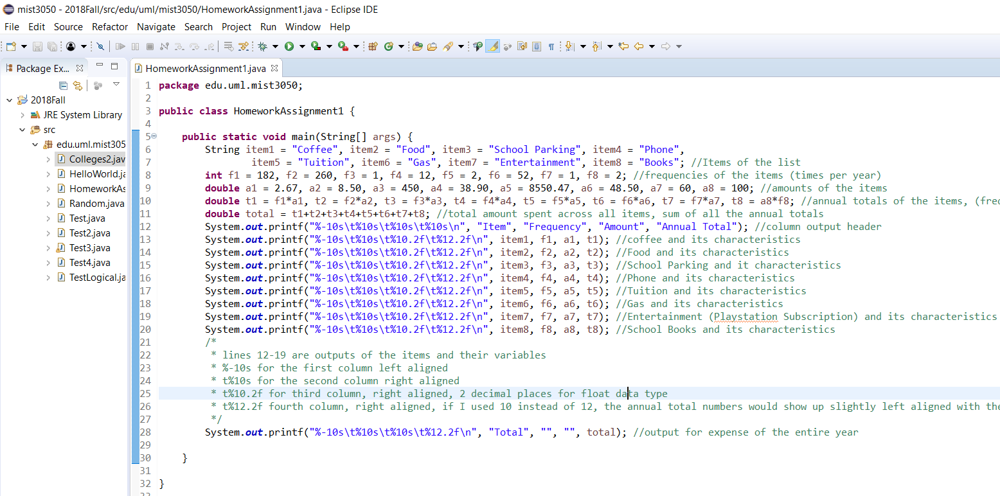 mist3050 - 2018Fall/src/edu/uml/mist3050/HomeworkAssignment1.java - Eclipse IDE
File Edit Source Refactor Navigate Search Project Run Window Help
Package Ex...
HomeworkAssignment1.java
2018Fall
JRE System Library
src
edu.uml.mist305
Colleges2.jav
HelloWorld.ja
HomeworkAs
Random.java
Test.java
Test2.java
Test3.java
Test4.java
TestLogical.ja
1 package edu.uml.mist3050;
2
3 public class HomeworkAssignment1 {
4
5 public static void main(String[] args) {
6 String item1 = "Coffee", item2 = "Food", item3 = "School Parking", item4 = "Phone",
7 item5 = "Tuition", item6 = "Gas", item7 = "Entertainment", item8 = "Books"; //Items of the list
8 int f1 = 182, f2 = 260, f3 = 1, f4 = 12, f5 = 2, f6 = 52, f7 = 1, f8 = 2; //frequencies of the items (times per year)
9 double a1 = 2.67, a2 = 8.50, a3 = 450, a4 = 38.90, a5 = 8550.47, a6 = 48.50, a7 = 60, a8 = 100; //amounts of the items
10 double t1 = f1*a1, t2 = f2*a2, t3 = f3*a3, t4 = f4*a4, t5 = f5*a5, t6 = f6*a6, t7 = f7*a7, t8 = a8*f8; //annual totals of the items, (fre
11 double total = t1+t2+t3+t4+t5+t6+t7+t8; //total amount spent across all items, sum of all the annual totals
12 System.out.printf("%-10s\t%10s\t%10s\t%10s\n", "Item", "Frequency", "Amount", "Annual Total"); //column output header
13 System.out.printf("%-10s\t%10s\t%10.2f\t%12.2f\n", item1, f1, a1, t1); //coffee and its characteristics
14 System.out.printf("%-10s\t%10s\t%10.2f\t%12.2f\n", item2, f2, a2, t2); //Food and its characteristics
15 System.out.printf("%-10s\t%10s\t%10.2f\t%12.2f\n", item3, f3, a3, t3); //School Parking and it characteristics
16 System.out.printf("%-10s\t%10s\t%10.2f\t%12.2f\n", item4, f4, a4, t4); //Phone and its characteristics
17 System.out.printf("%-10s\t%10s\t%10.2f\t%12.2f\n", item5, f5, a5, t5); //Tuition and its characteristics
18 System.out.printf("%-10s\t%10s\t%10.2f\t%12.2f\n", item6, f6, a6, t6); //Gas and its characteristics
19 System.out.printf("%-10s\t%10s\t%10.2f\t%12.2f\n", item7, f7, a7, t7); //Entertainment (Playstation Subscription) and its characteristics
20 System.out.printf("%-10s\t%10s\t%10.2f\t%12.2f\n", item8, f8, a8, t8); //School Books and its characteristics
21 /*
22 * lines 12-19 are outputs of the items and their variables
23 * %-10s for the first column left aligned
24 * t%10s for the second column right aligned
25 * t%10.2f for third column, right aligned, 2 decimal places for float data type
26 * t%12.2f fourth column, right aligned, if I used 10 instead of 12, the annual total numbers would show up slightly left aligned with the
27 */
28 System.out.printf("%-10s\t%10s\t%10s\t%12.2f\n", "Total", "", "", total); //output for expense of the entire year
29
30 }
31
32 }